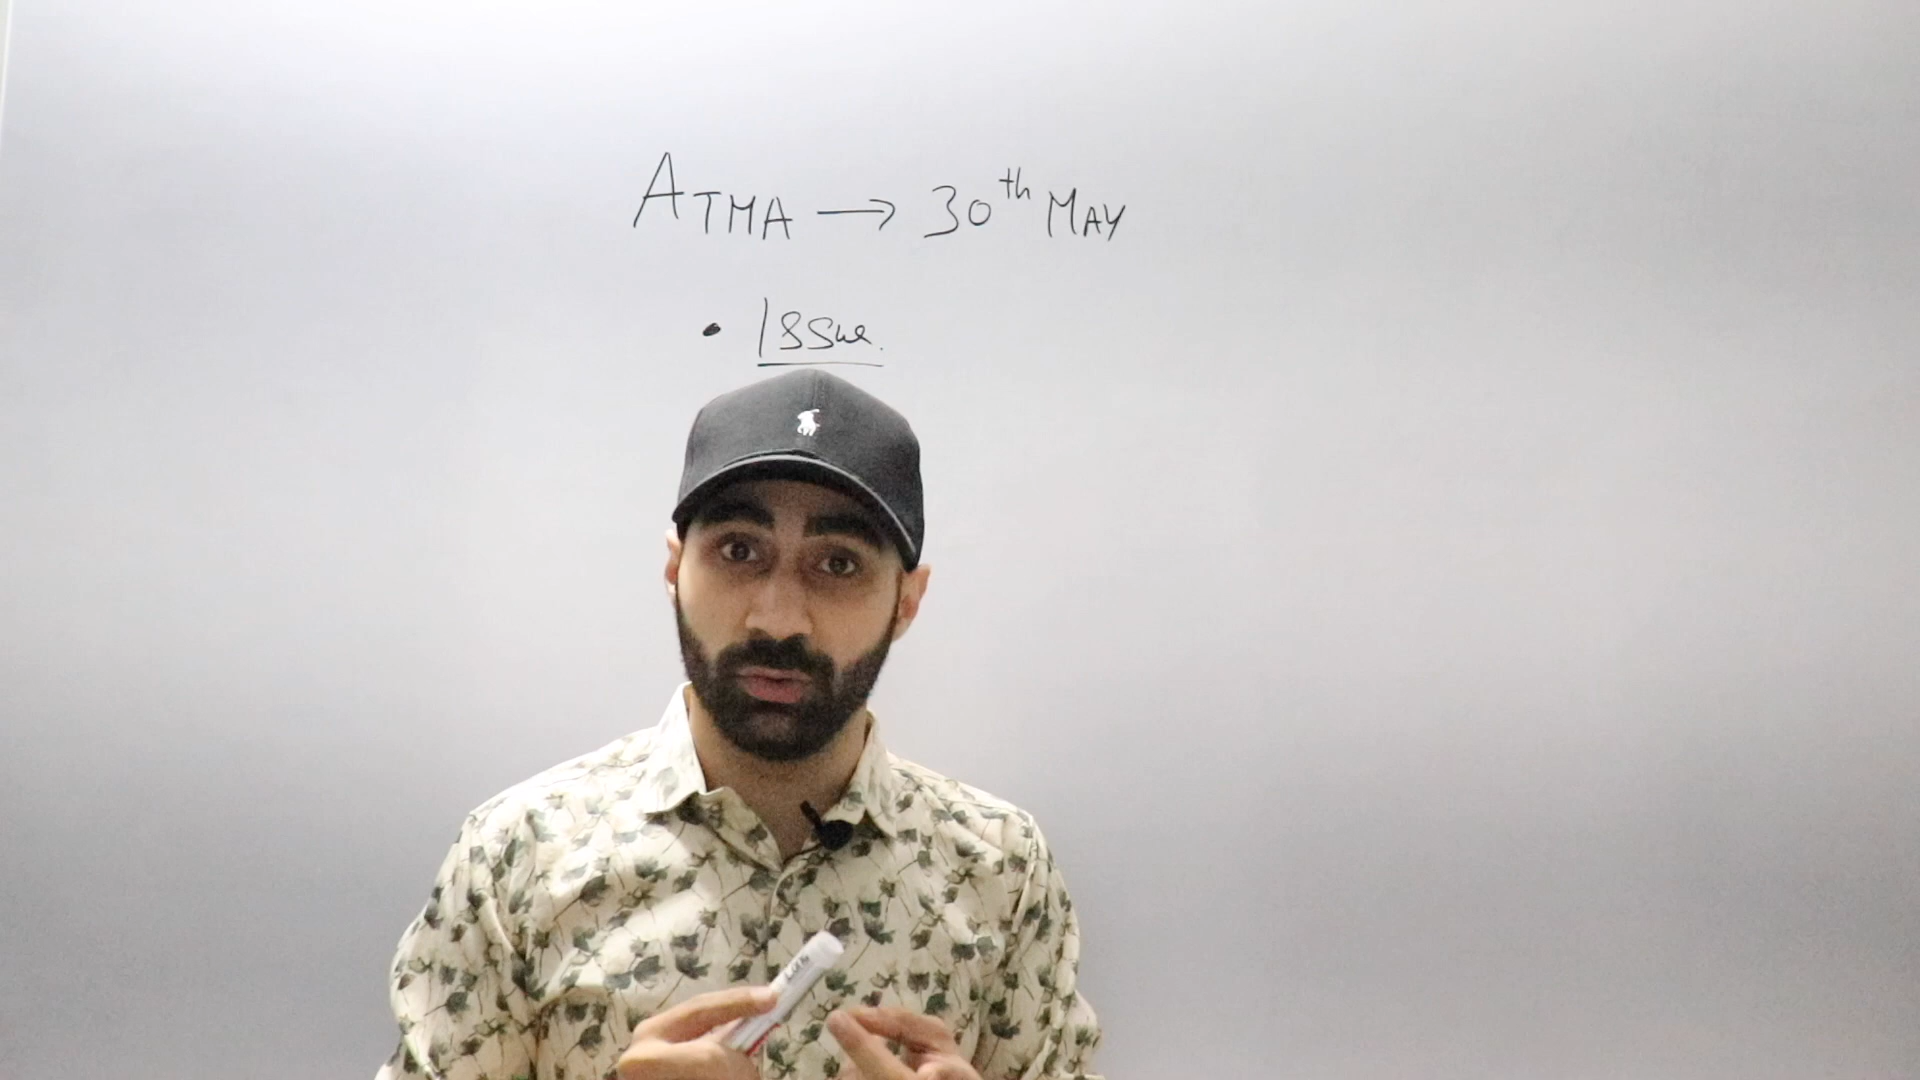 ATMA → 30th MAY
• Issue.